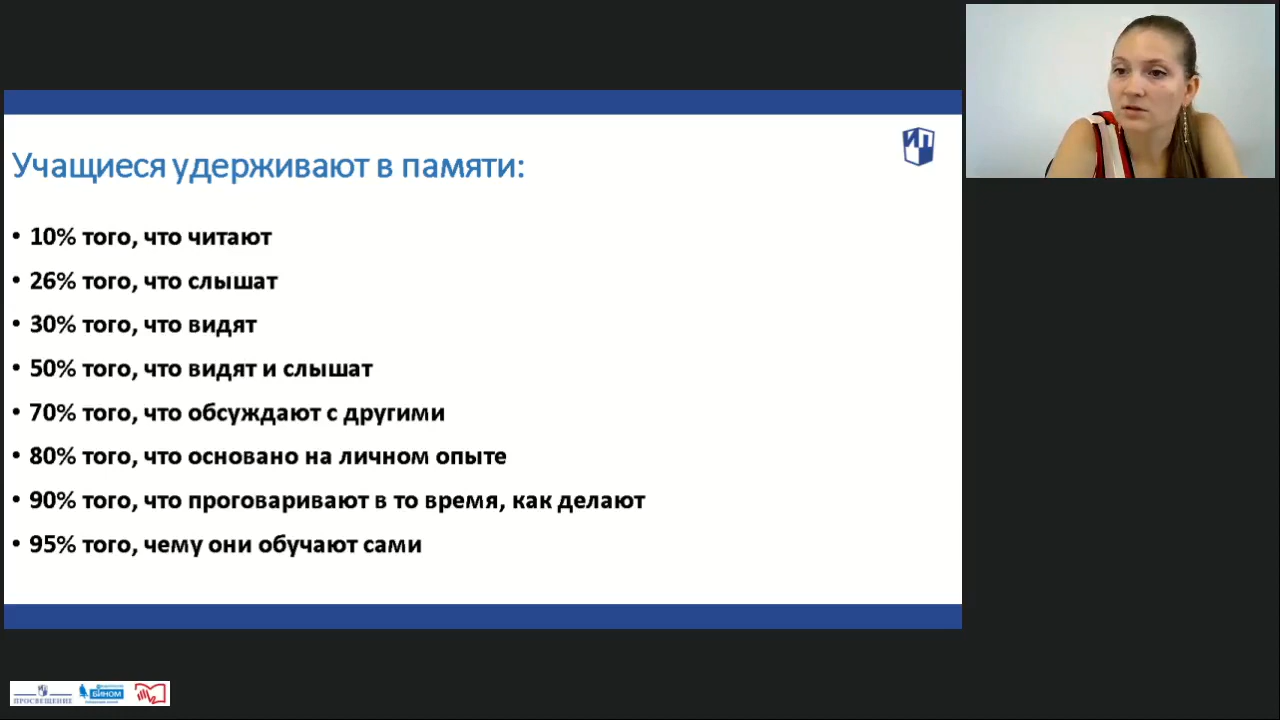 ИП
Учащиеся удерживают в памяти:
• 10% того, что читают
• 26% того, что слышат
• 30% того, что видят
• 50% того, что видят и слышат
• 70% того, что обсуждают с другими
• 80% того, что основано на личном опыте
• 90% того, что проговаривают в то время, как делают
• 95% того, чему они обучают сами
ПРОСВЕЩЕНИЕ
БИНОМ